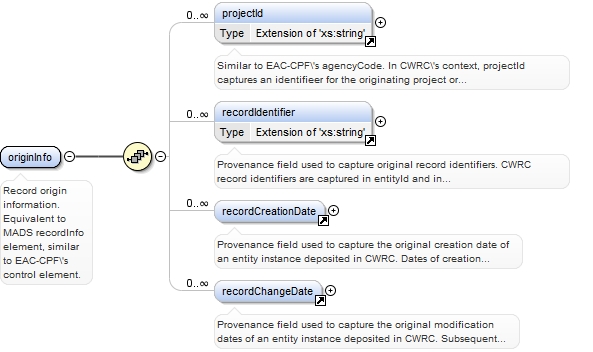 0..∞
projectId
Type Extension of 'xs:string'
Similar to EAC-CPF\'s agencyCode. In CWRC\'s context, projectId
captures an identifieer for the originating project or...
0..∞
recordIdentifier
Type Extension of 'xs:string'
Provenance field used to capture original record identifiers. CWRC
record identifiers are captured in entityId and in...
originInfo
Record origin
information.
Equivalent to
MADS recordInfo
element, similar
to EAC-CPF\'s
control element.
0..∞
recordCreationDate
Provenance field used to capture the original creation date of
an entity instance deposited in CWRC. Dates of creation...
0..∞
recordChangeDate
Provenance field used to capture the original modification
dates of an entity instance deposited in CWRC. Subsequent...